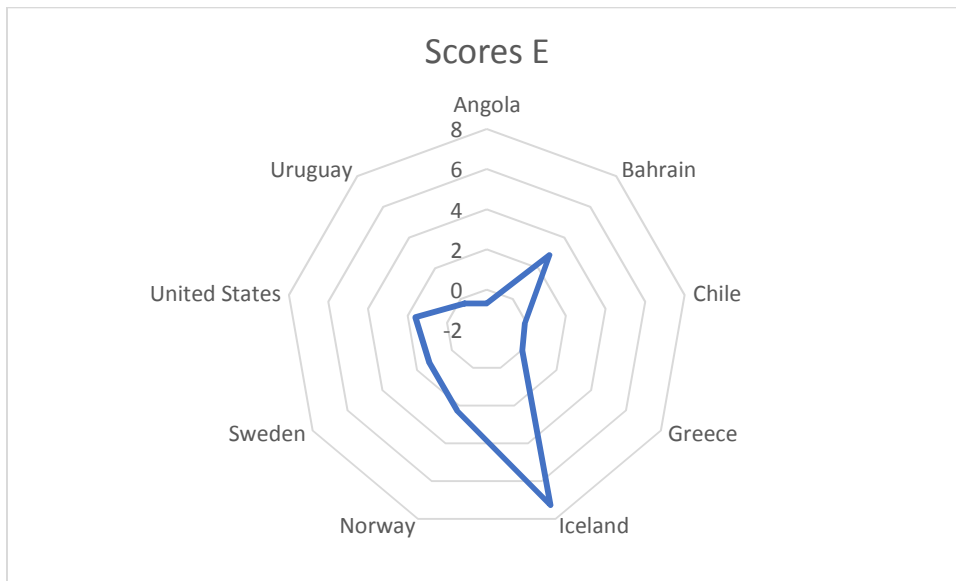 Scores E
Angola
8
Uruguay
6
Bahrain
4
2
United States
0
Chile
-2
Sweden
Greece
Norway
Iceland